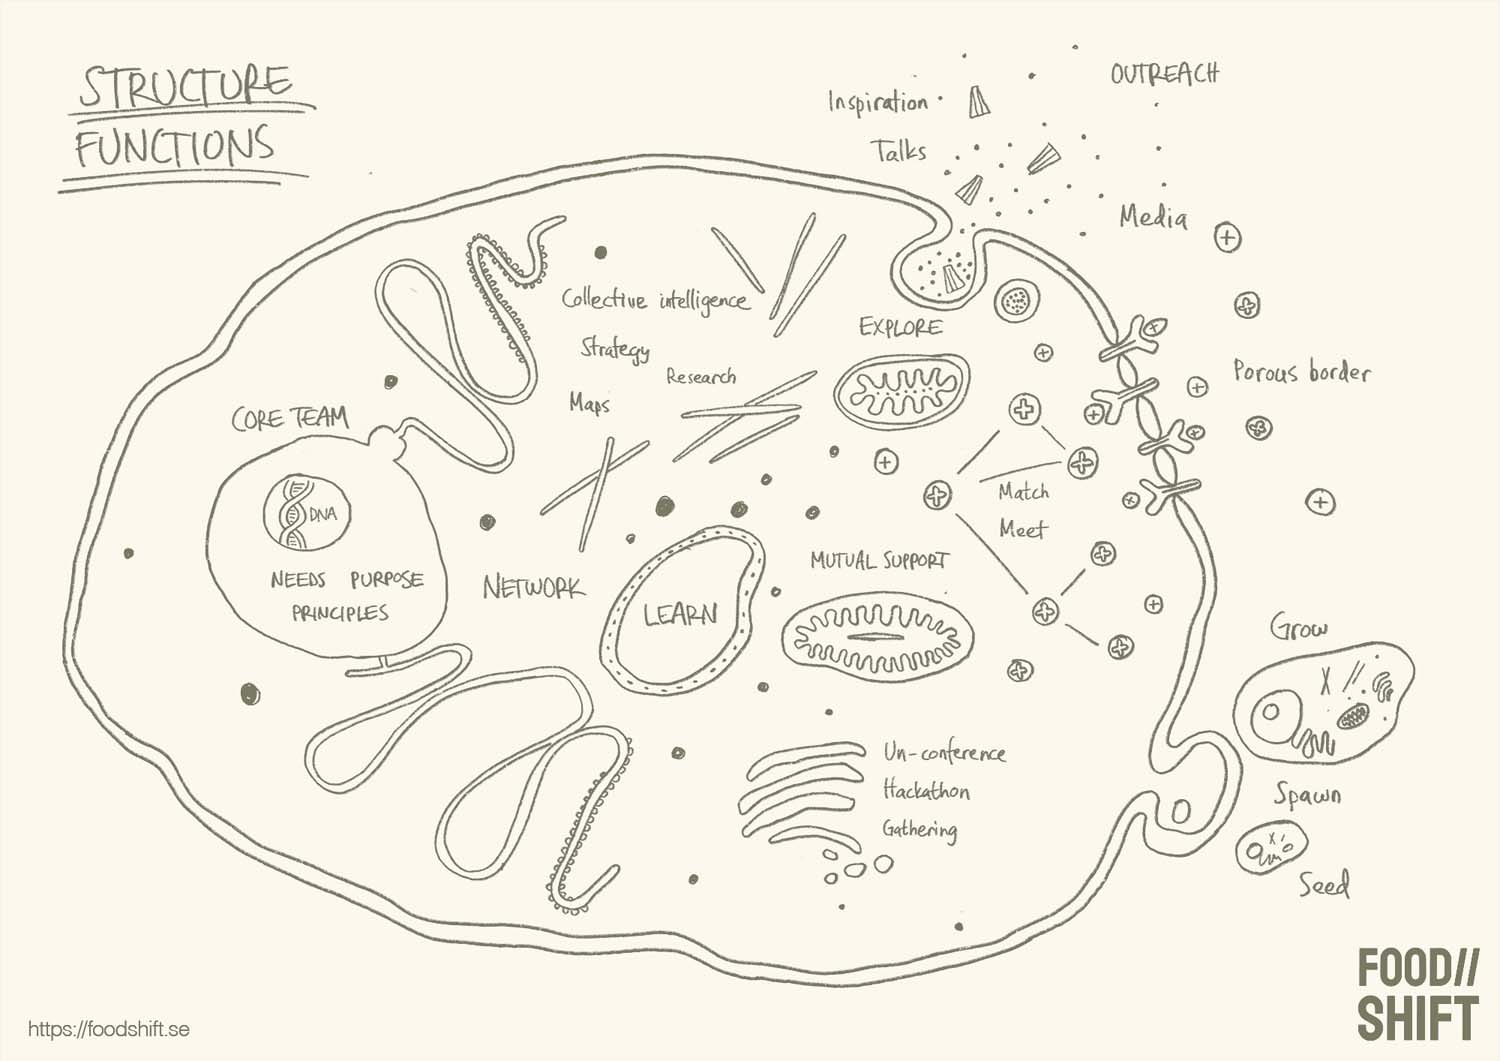 STRUCTURE
FUNCTIONS
OUTREACH
Inspiration
Talks
Media
Collective intelligence
Strategy
Research
Maps
EXPLORE
Porous border
CORE TEAM
DNA
NEEDS PURPOSE
PRINCIPLES
NETWORK
LEARN
Match
Meet
MUTUAL SUPPORT
Grow
Un-conference
Hackathon
Gathering
Spawn
Seed
FOOD//
SHIFT
https://foodshift.se